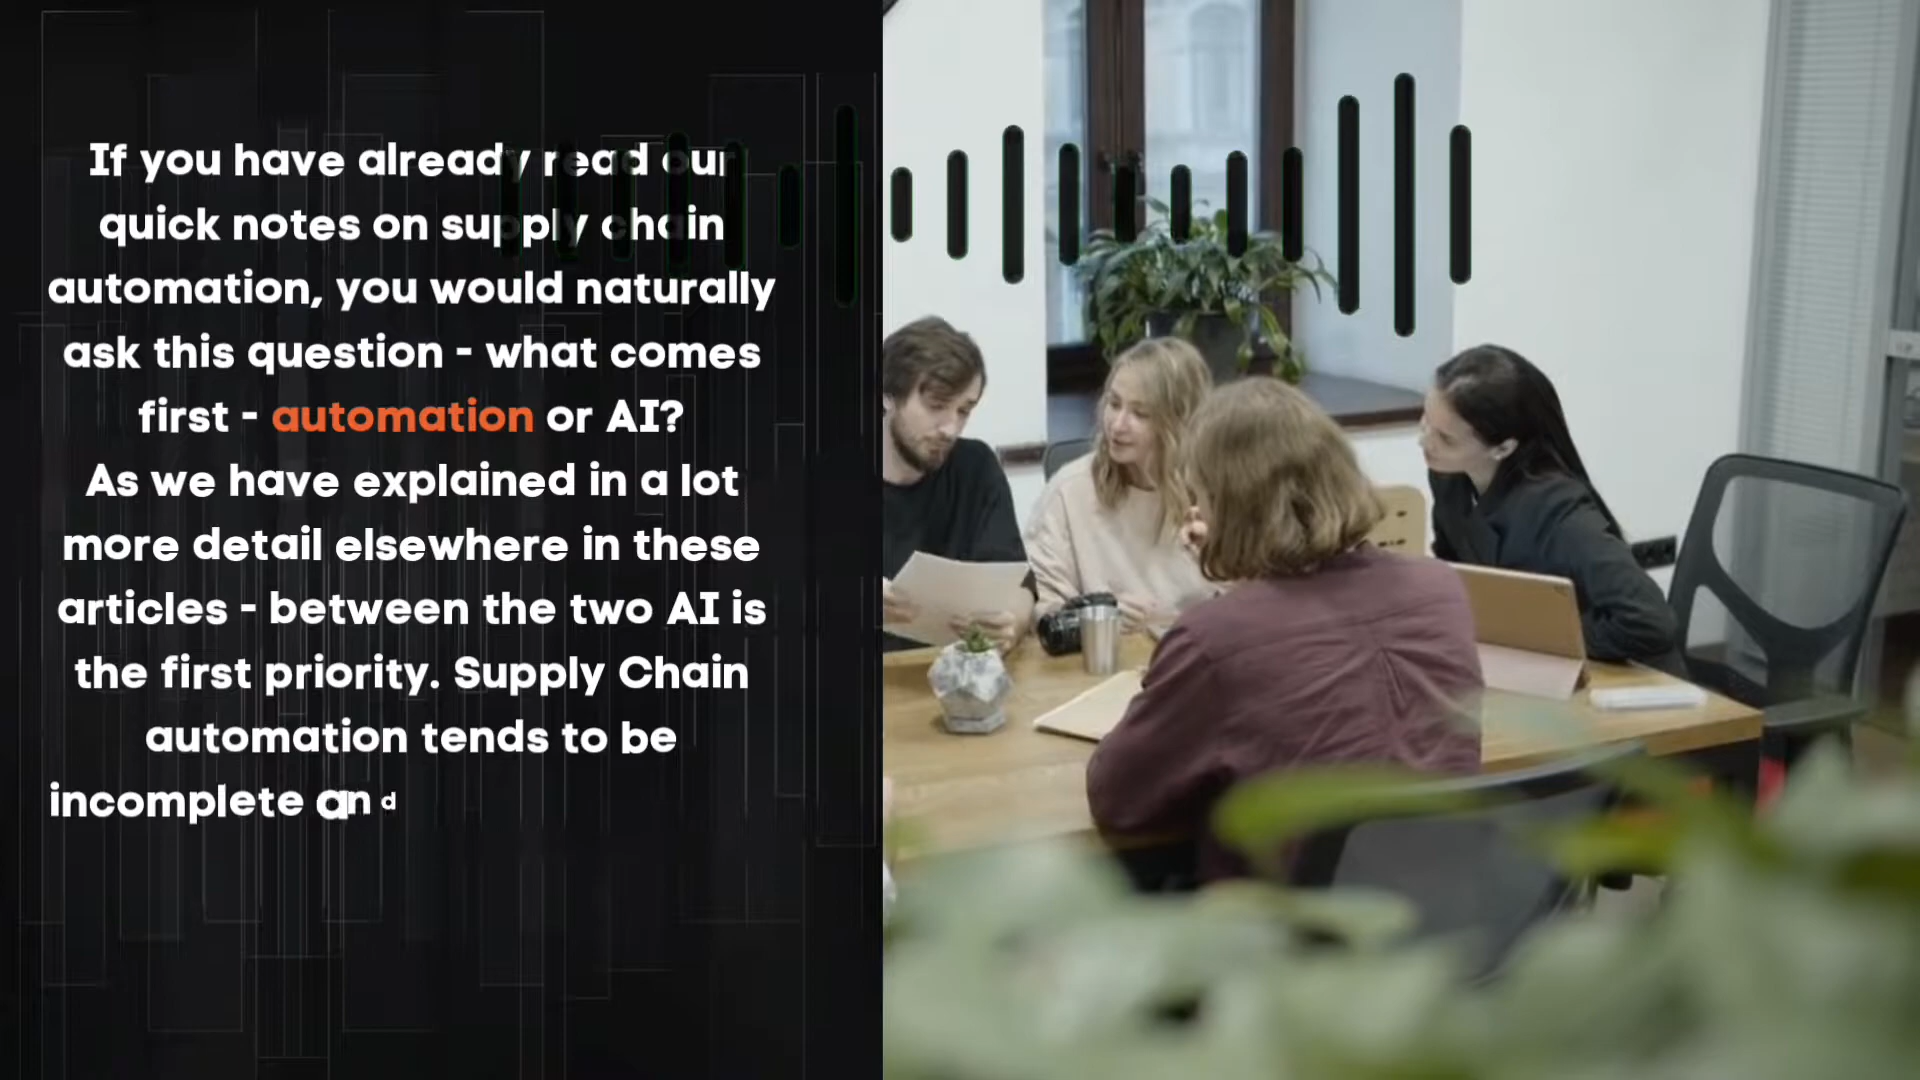 If you have already read our
quick notes on supply chain
automation, you would naturally
ask this question - what comes
first - automation or AI?
As we have explained in a lot
more detail elsewhere in these
articles - between the two AI is
the first priority. Supply Chain
automation tends to be
incomplete and